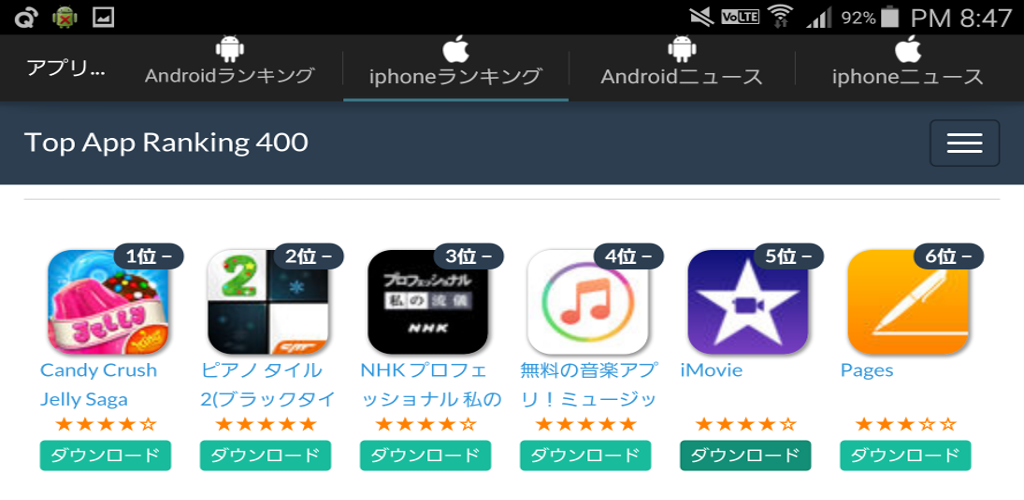 VoLTE 92% PM 8:47
アプリ... Androidランキング iphoneランキング Androidニュース iphoneニュース
Top App Ranking 400
1位 – 2位 – 3位 – 4位 – 5位 – 6位 –
JELLY
King
2
プロフェッショナル
私の流儀
NHK
Candy Crush
Jelly Saga
ピアノ タイル
2(ブラックタイ
NHK プロフェ
ッショナル 私の
無料の音楽アプ
リ！ミュージッ
iMovie
Pages
★★★★☆ ★★★★★ ★★★★☆ ★★★★★ ★★★★☆ ★★★☆☆
ダウンロード ダウンロード ダウンロード ダウンロード ダウンロード ダウンロード